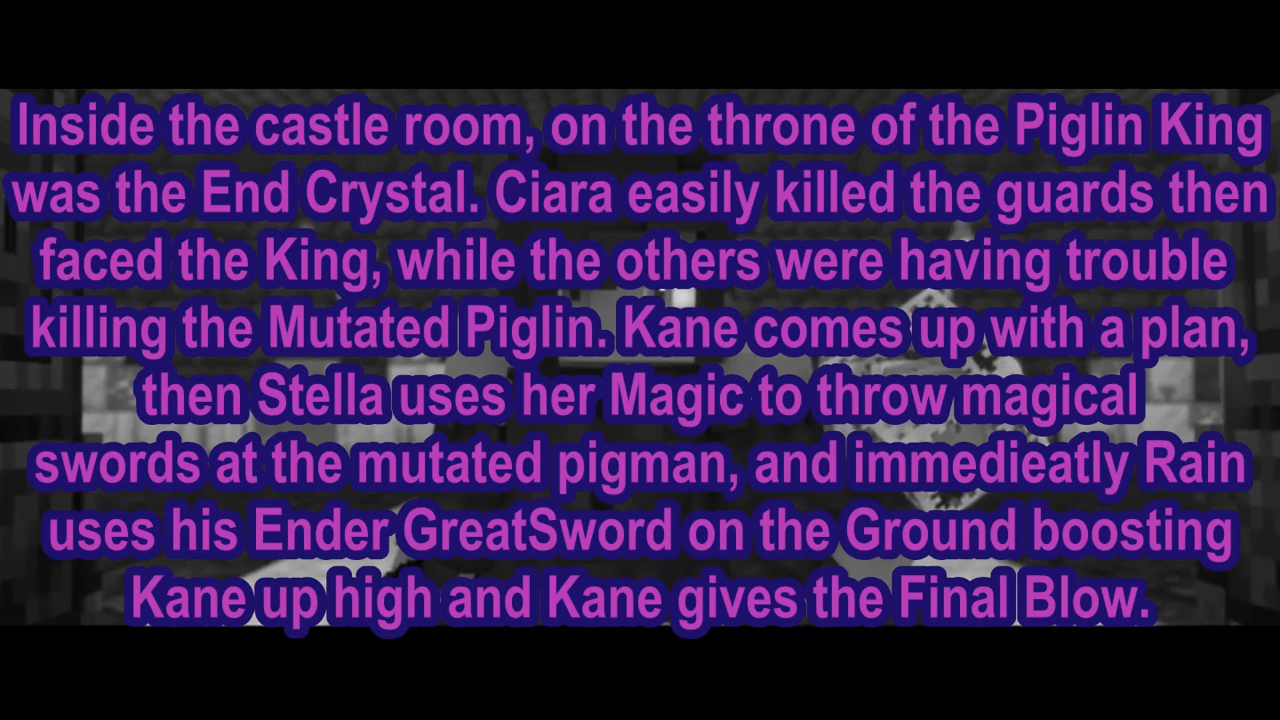 Inside the castle room, on the throne of the Piglin King
was the End Crystal. Ciara easily killed the guards then
faced the King, while the others were having trouble
killing the Mutated Piglin. Kane comes up with a plan,
then Stella uses her Magic to throw magical
swords at the mutated pigman, and immedieatly Rain
uses his Ender GreatSword on the Ground boosting
Kane up high and Kane gives the Final Blow.